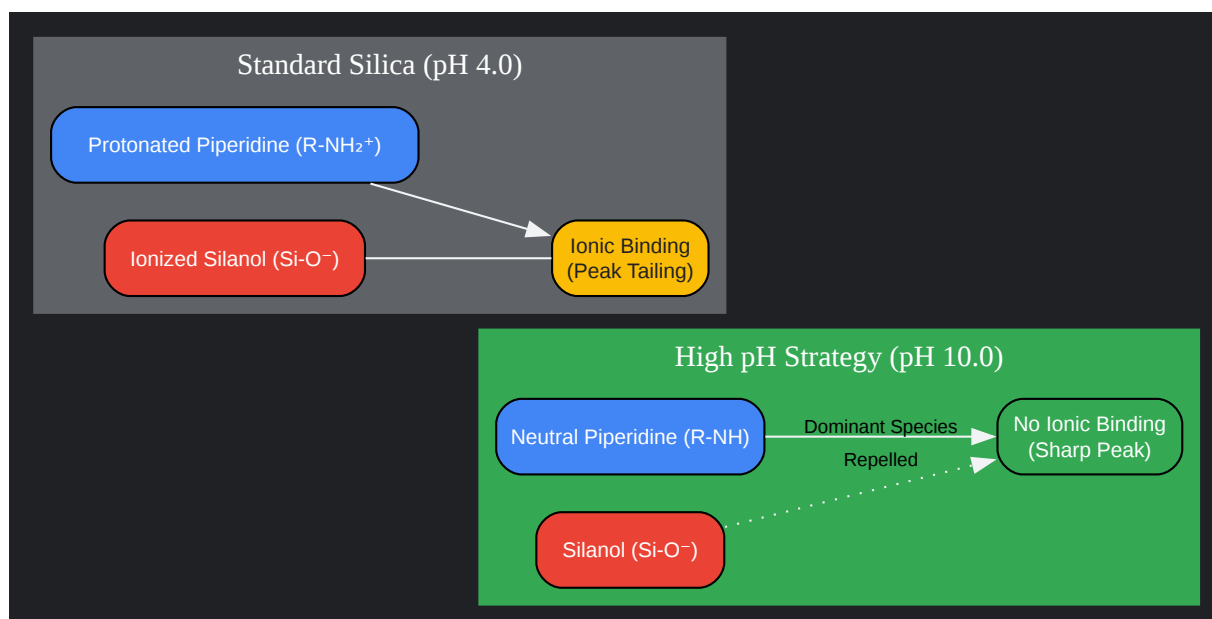 Standard Silica (pH 4.0)
Protonated Piperidine (R-NH₂⁺)
Ionized Silanol (Si-O⁻)
Ionic Binding
(Peak Tailing)
High pH Strategy (pH 10.0)
Neutral Piperidine (R-NH)
Dominant Species
Repelled
No Ionic Binding
(Sharp Peak)
Silanol (Si-O⁻)